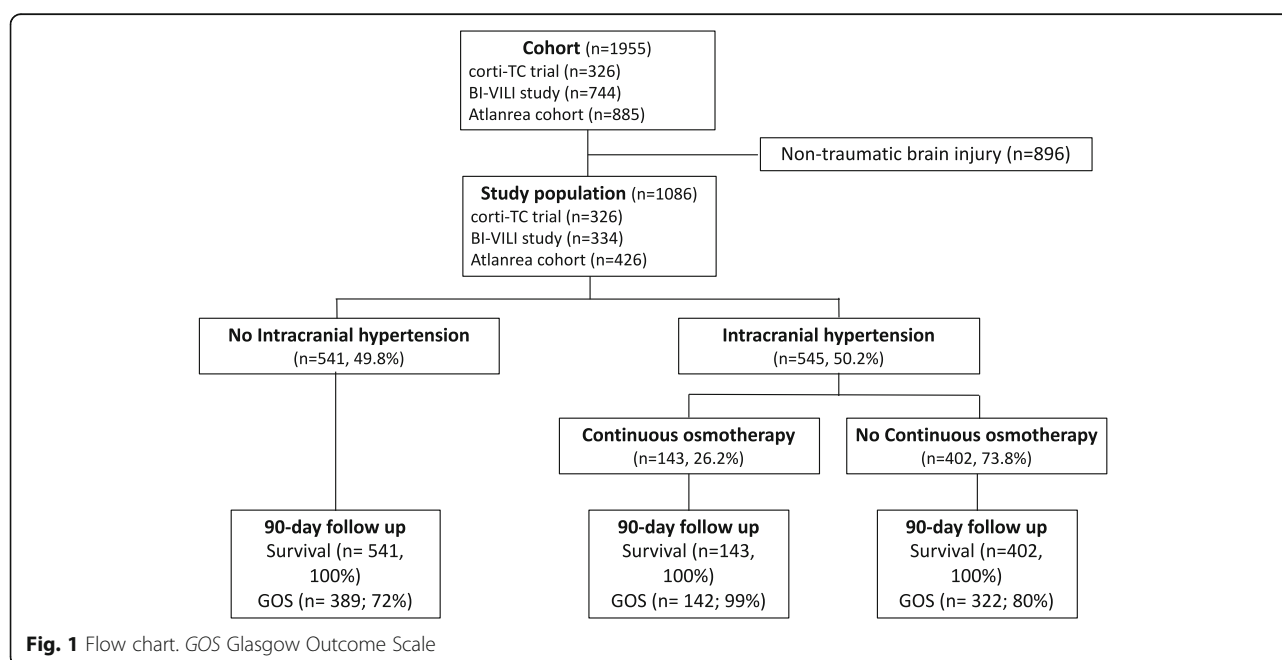 Cohort (n=1955)
corti-TC trial (n=326)
BI-VILI study (n=744)
Atlanrea cohort (n=885)
Non-traumatic brain injury (n=896)
Study population (n=1086)
corti-TC trial (n=326)
BI-VILI study (n=334)
Atlanrea cohort (n=426)
No Intracranial hypertension
(n=541, 49.8%)
Intracranial hypertension
(n=545, 50.2%)
Continuous osmotherapy
(n=143, 26.2%)
No Continuous osmotherapy
(n=402, 73.8%)
90-day follow up
Survival (n= 541,
100%)
GOS (n= 389; 72%)
90-day follow up
Survival (n=143,
100%)
GOS (n= 142; 99%)
90-day follow up
Survival (n=402,
100%)
GOS (n= 322; 80%)
Fig. 1 Flow chart. GOS Glasgow Outcome Scale